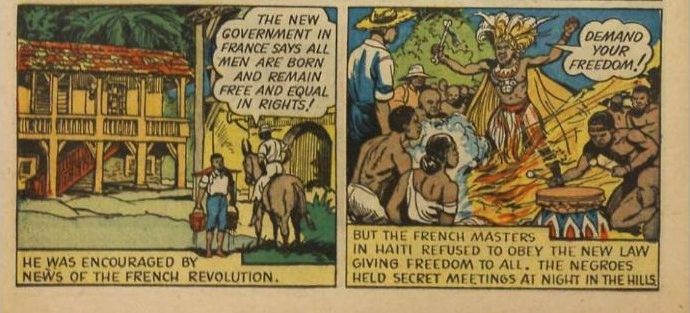 THE NEW
GOVERNMENT IN
FRANCE SAYS ALL
MEN ARE BORN
AND REMAIN
FREE AND EQUAL
IN RIGHTS!
HE WAS ENCOURAGED BY
NEWS OF THE FRENCH REVOLUTION.
DEMAND
YOUR
FREEDOM!
BUT THE FRENCH MASTERS
IN HAITI REFUSED TO OBEY THE NEW LAW
GIVING FREEDOM TO ALL. THE NEGROES
HELD SECRET MEETINGS AT NIGHT IN THE HILLS